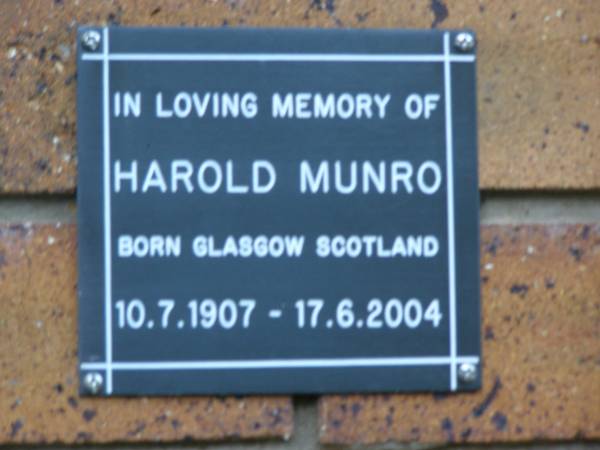 IN LOVING MEMORY OF
HAROLD MUNRO
BORN GLASGOW SCOTLAND
10.7.1907 - 17.6.2004